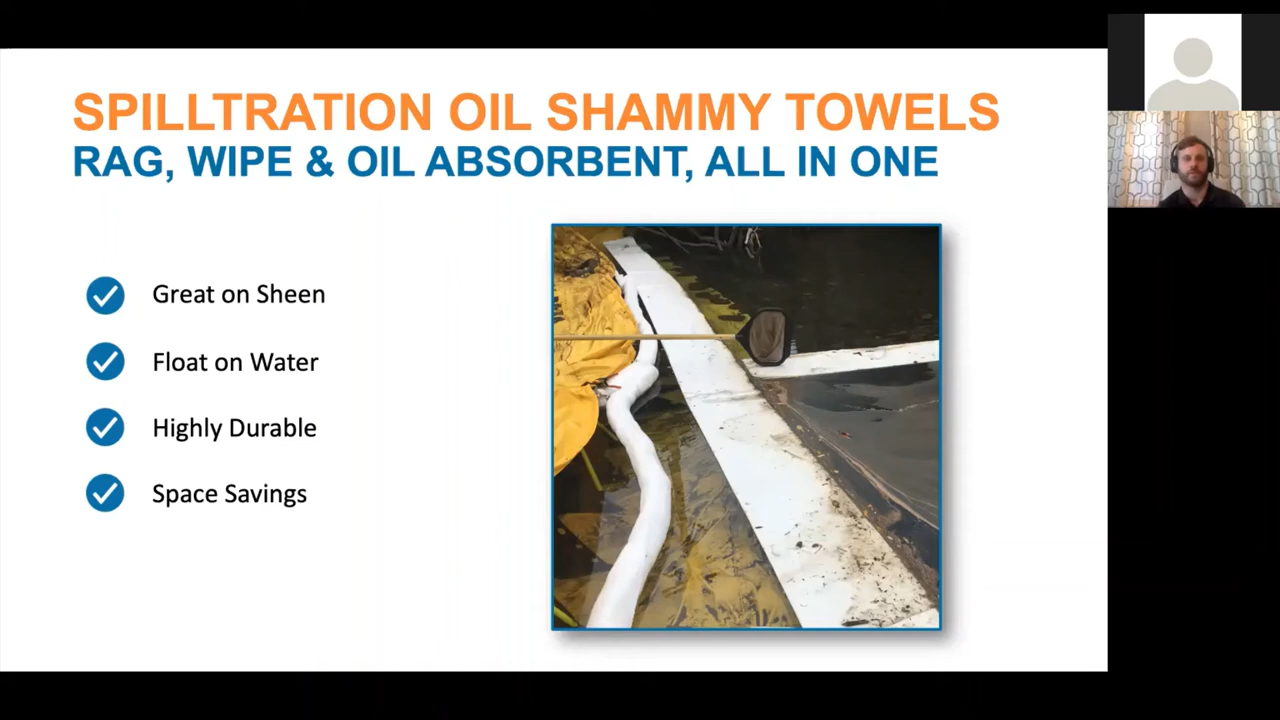 SPILLTRATION OIL SHAMMY TOWELS
RAG, WIPE & OIL ABSORBENT, ALL IN ONE
Great on Sheen
Float on Water
Highly Durable
Space Savings